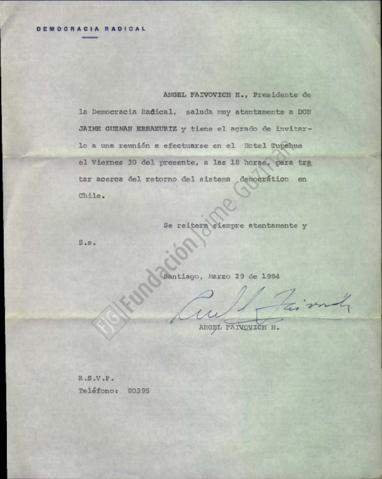 DEMOCRACIA RADICAL
ANGEL FAIVOVICH H., Presidente de
la Democracia Radical, saluda muy atentamente a DON
JAIME GUZMAN ERRAZURIZ y tiene el agrado de invitar-
lo a una reunión a efectuarse en el Hotel Tupahue
el Viernes 30 del presente, a las 18 horas, para tra
tar acerca del retorno del sistema democrático en
Chile.
Se reitera siempre atentamente y
S.s.
Santiago, Marzo 29 de 1984
ANGEL FAIVOVICH H.
R.S.V.P.
Teléfono: 80395
FJG Fundación Jaime Guzmán